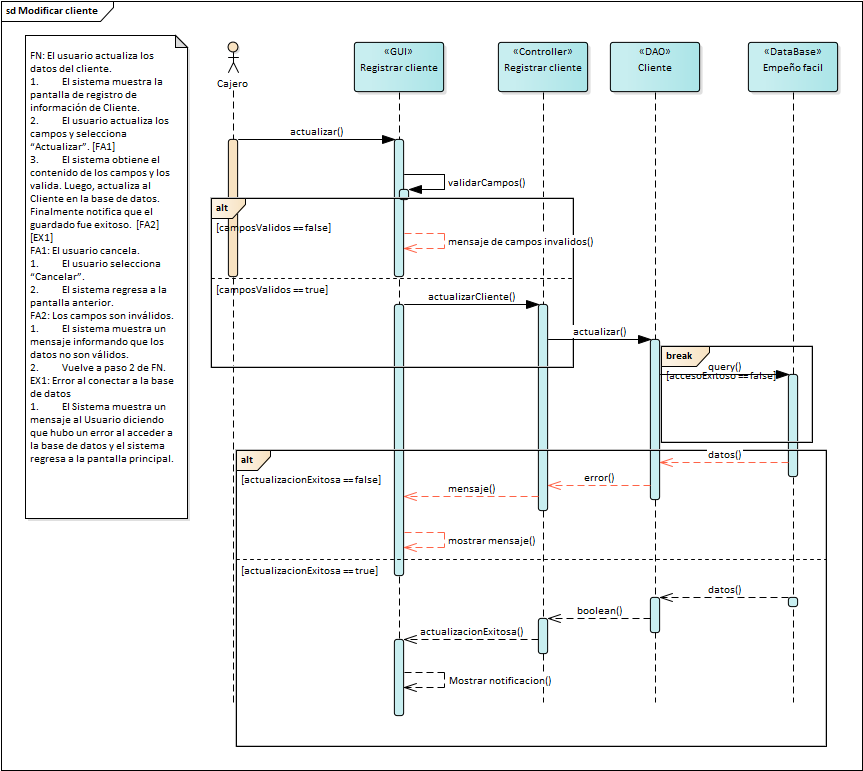 sd Modificar cliente
FN: El usuario actualiza los
datos del cliente.
1. El sistema muestra la
pantalla de registro de
información de Cliente.
2. El usuario actualiza los
campos y selecciona
“Actualizar”. [FA1]
3. El sistema obtiene el
contenido de los campos y los
valida. Luego, actualiza al
Cliente en la base de datos.
Finalmente notifica que el
guardado fue exitoso. [FA2]
[EX1]
FA1: El usuario cancela.
1. El usuario selecciona
“Cancelar”.
2. El sistema regresa a la
pantalla anterior.
FA2: Los campos son inválidos.
1. El sistema muestra un
mensaje informando que los
datos no son válidos.
2. Vuelve a paso 2 de FN.
EX1: Error al conectar a la base
de datos
1. El Sistema muestra un
mensaje al Usuario diciendo
que hubo un error al acceder a
la base de datos y el sistema
regresa a la pantalla principal.
Cajero
«GUI»
Registrar cliente
«Controller»
Registrar cliente
«DAO»
Cliente
«DataBase»
Empeño facil
actualizar()
validarCampos()
alt
[camposValidos == false]
mensaje de campos invalidos()
[camposValidos == true]
actualizarCliente()
actualizar()
break
query()
[accesoExitoso == false]
alt
datos()
[actualizacionExitosa == false]
error()
mensaje()
mostrar mensaje()
[actualizacionExitosa == true]
datos()
boolean()
actualizacionExitosa()
Mostrar notificacion()